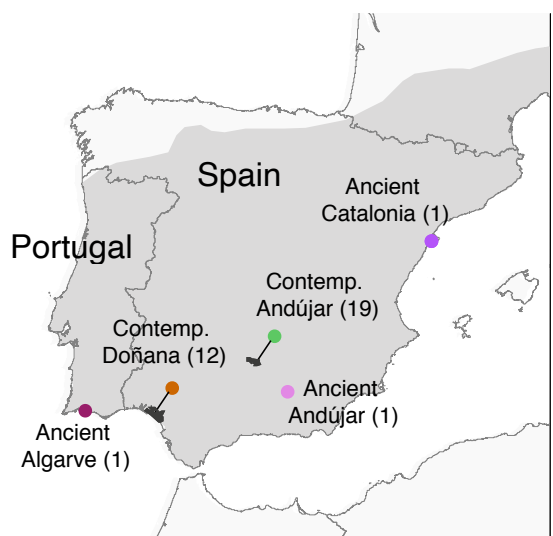 Spain
Ancient
Catalonia (1)
Portugal
Contemp.
Andújar (19)
Contemp.
Doñana (12)
Ancient
Andújar (1)
Ancient
Algarve (1)